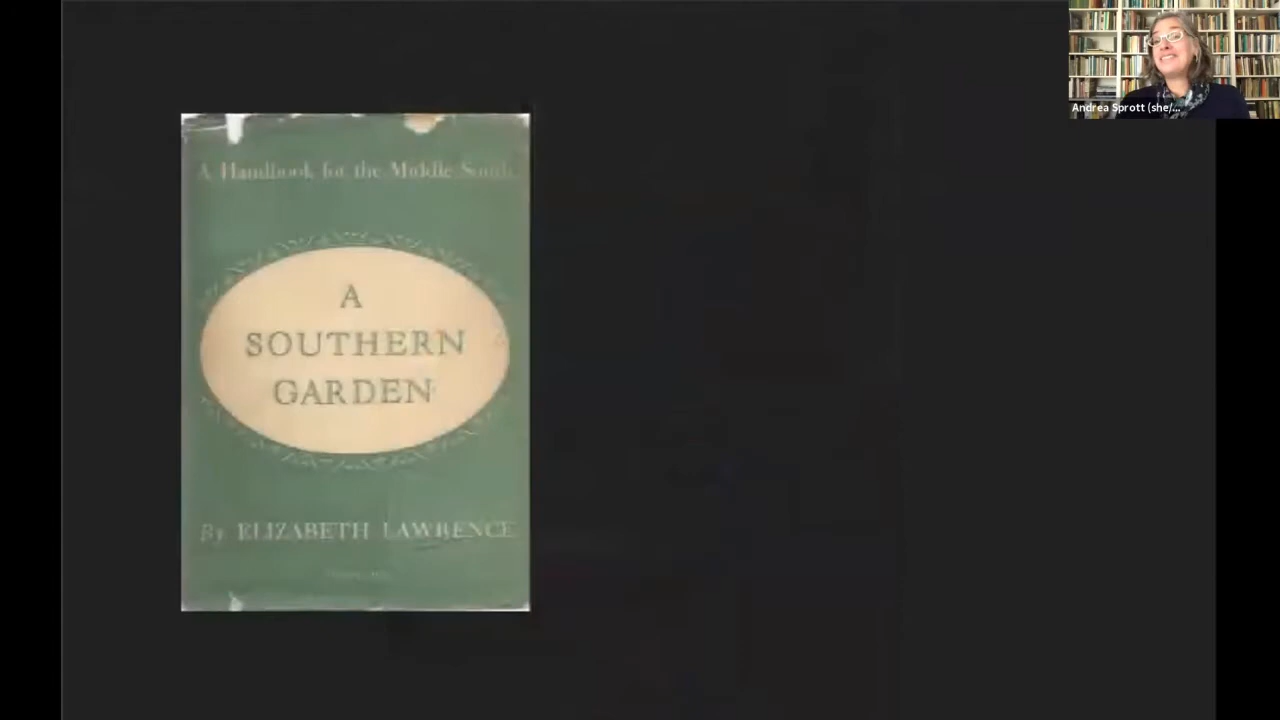 A Handbook for the Middle South
A
SOUTHERN
GARDEN
By ELIZABETH LAWRENCE
Andrea Sprott (she/...